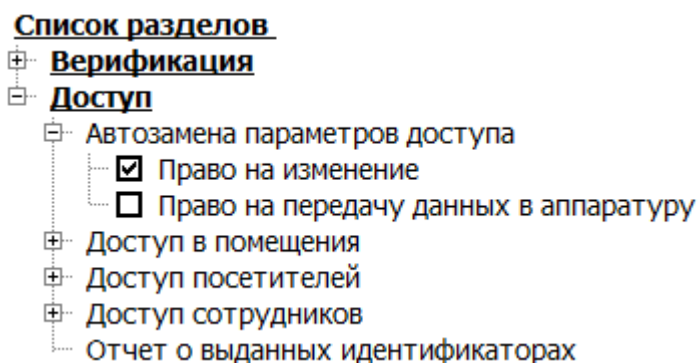 Список разделов
Верификация
Доступ
Автозамена параметров доступа
Право на изменение
Право на передачу данных в аппаратуру
Доступ в помещения
Доступ посетителей
Доступ сотрудников
Отчет о выданных идентификаторах